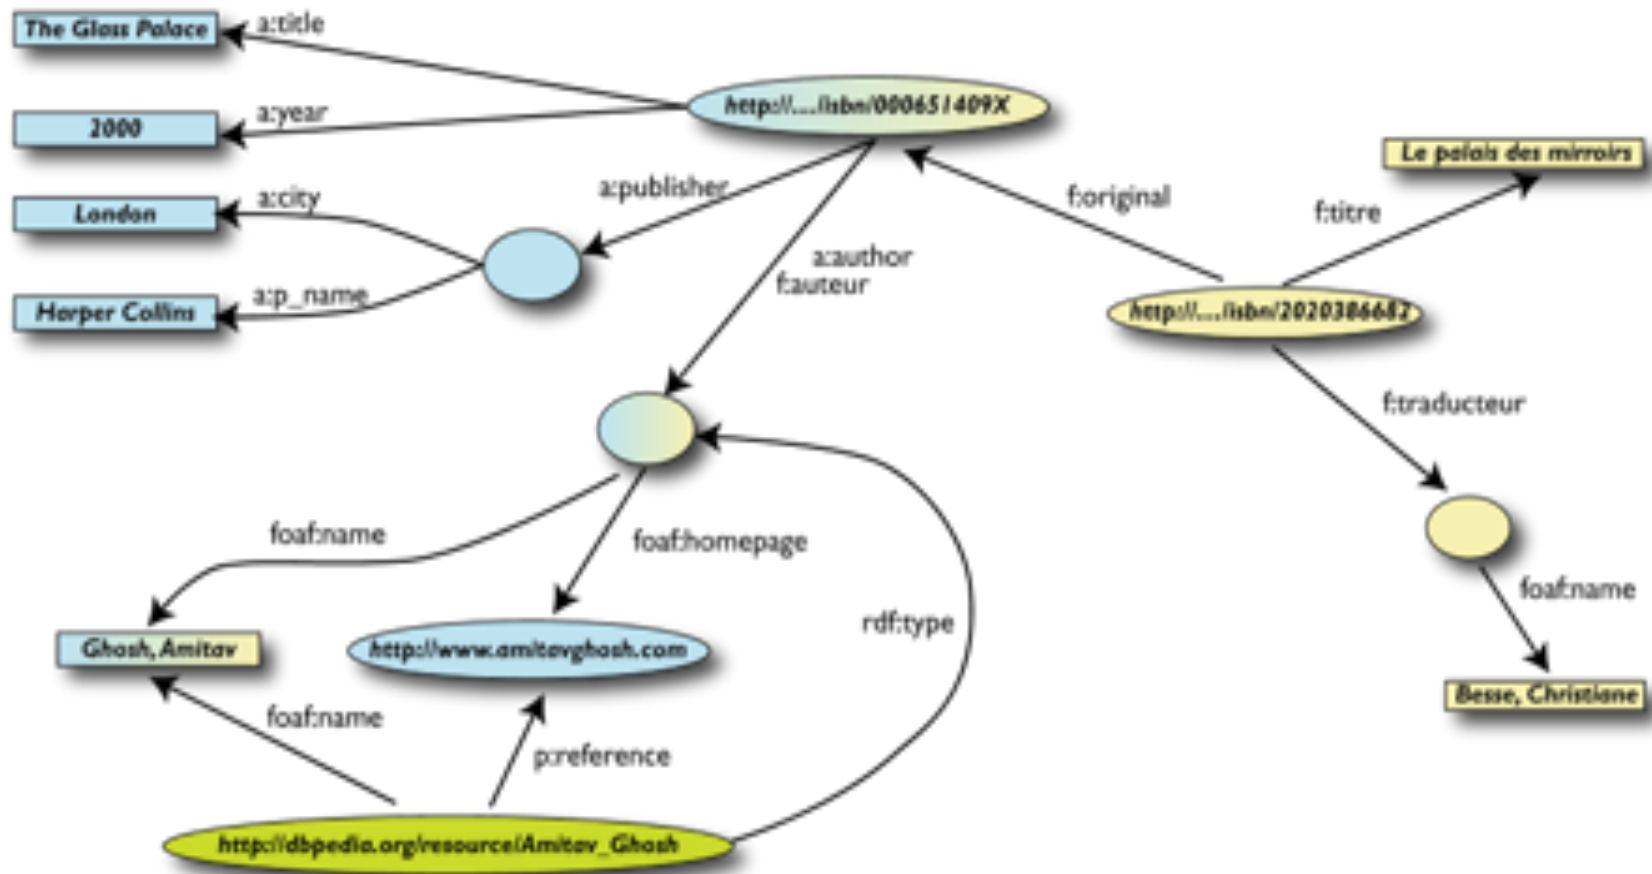 The Glass Palace
a:title
http://...isbn/000651409X
2000
a:year
Le palais des mirroirs
a:publisher
f:original
f:titre
London
a:city
a:author
f:auteur
Harper Collins
a:p_name
http://...isbn/2020386682
f:traducteur
foaf:name
foaf:homepage
foaf:name
rdf:type
Ghosh, Amitav
http://www.amitavghosh.com
Besse, Christiane
foaf:name
p:reference
http://dbpedia.org/resource/Amitav_Ghosh